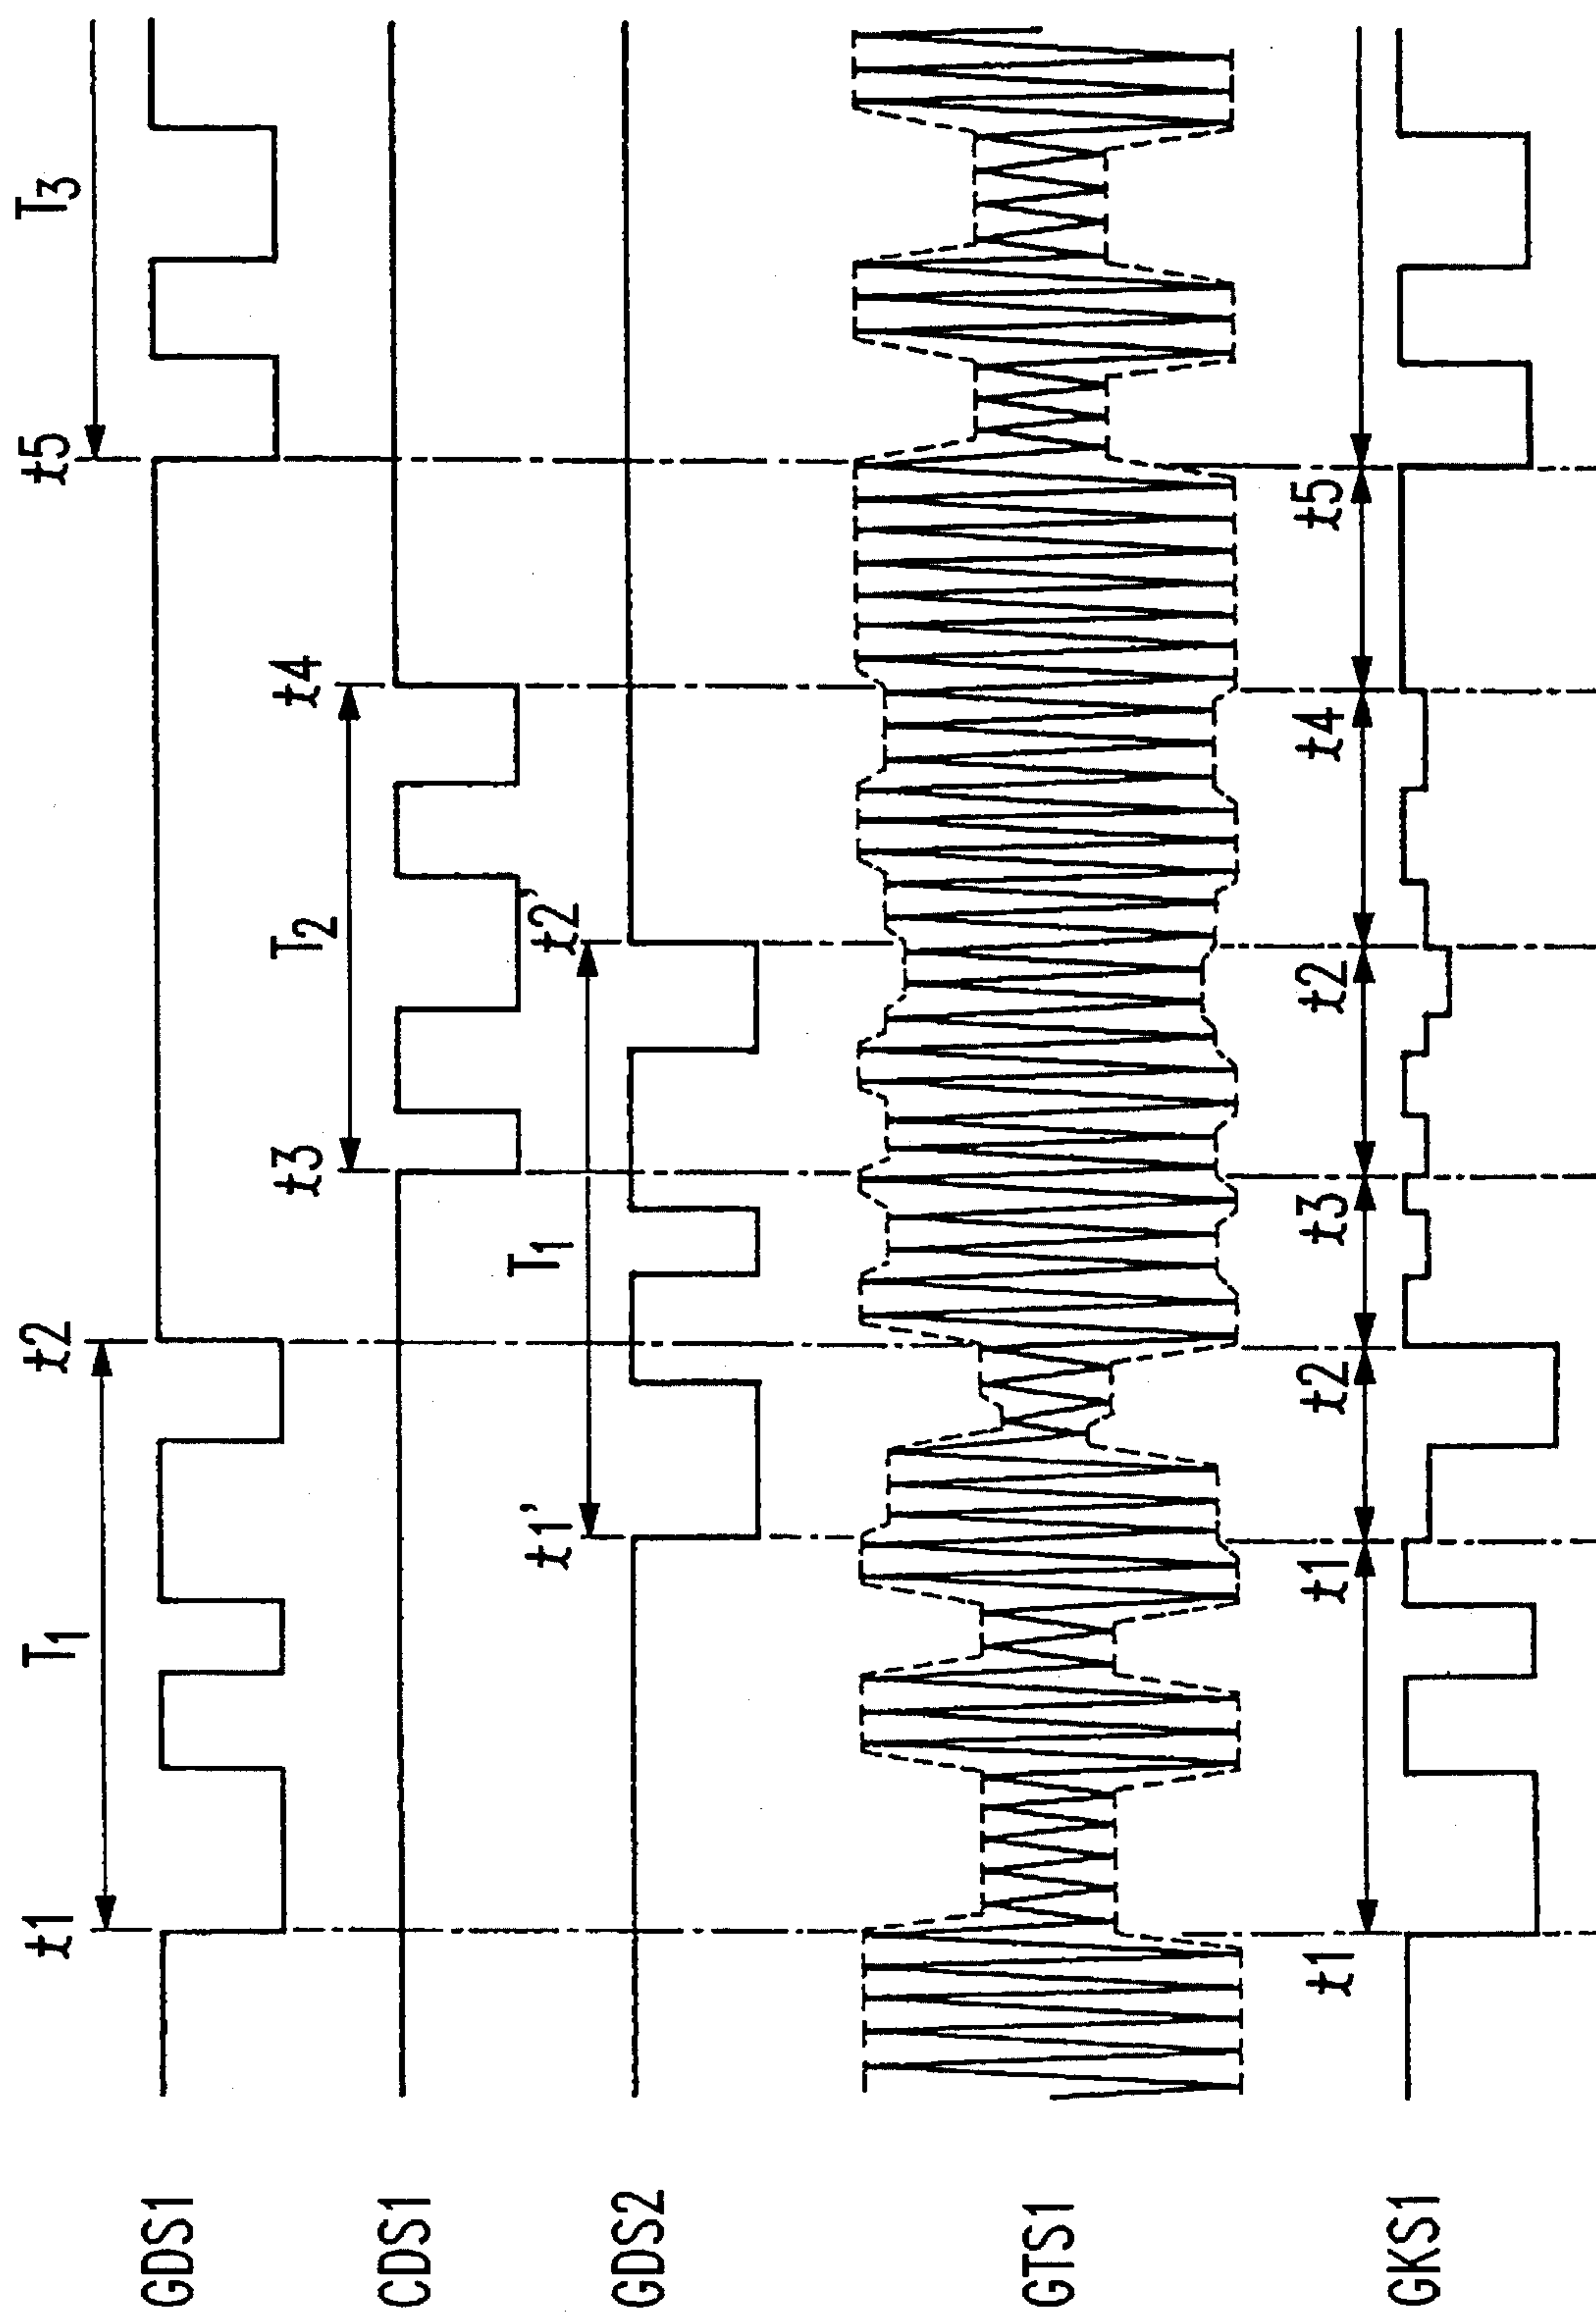 t1 T1 t2 t5 T3
GDS1
t3 T2 t4
CDS1
t1' T1 t2'
GDS2
GTS1
t1 t1 t2 t3 t2 t4 t5
GKS1